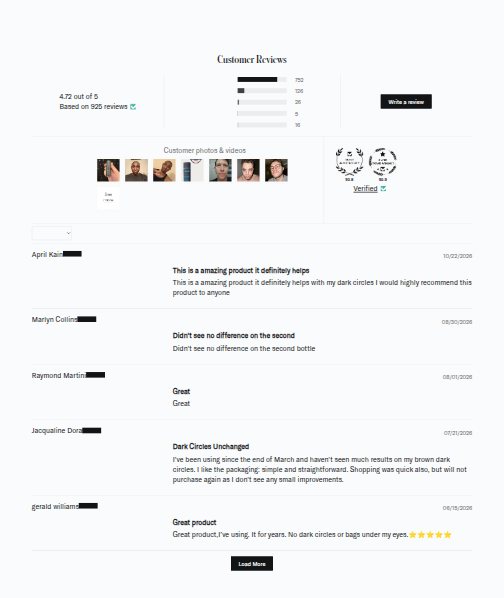 Customer Reviews
4.72 out of 5
Based on 925 reviews
752
126
26
5
16
Write a review
Customer photos & videos
See
more
Verified
April Kain
10/22/2026
This is a amazing product it definitely helps
This is a amazing product it definitely helps with my dark circles I would highly recommend this
product to anyone
Marlyn Collins
08/30/2026
Didn't see no difference on the second
Didn't see no difference on the second bottle
Raymond Martin
08/01/2026
Great
Great
Jacqualine Dora
07/21/2026
Dark Circles Unchanged
I've been using since the end of March and haven't seen much results on my brown dark
circles. I like the packaging: simple and straightforward. Shopping was quick also, but will not
purchase again as I don't see any small improvements.
gerald williams
06/15/2026
Great product
Great product,I've using. It for years. No dark circles or bags under my eyes.⭐⭐⭐⭐⭐
Load More